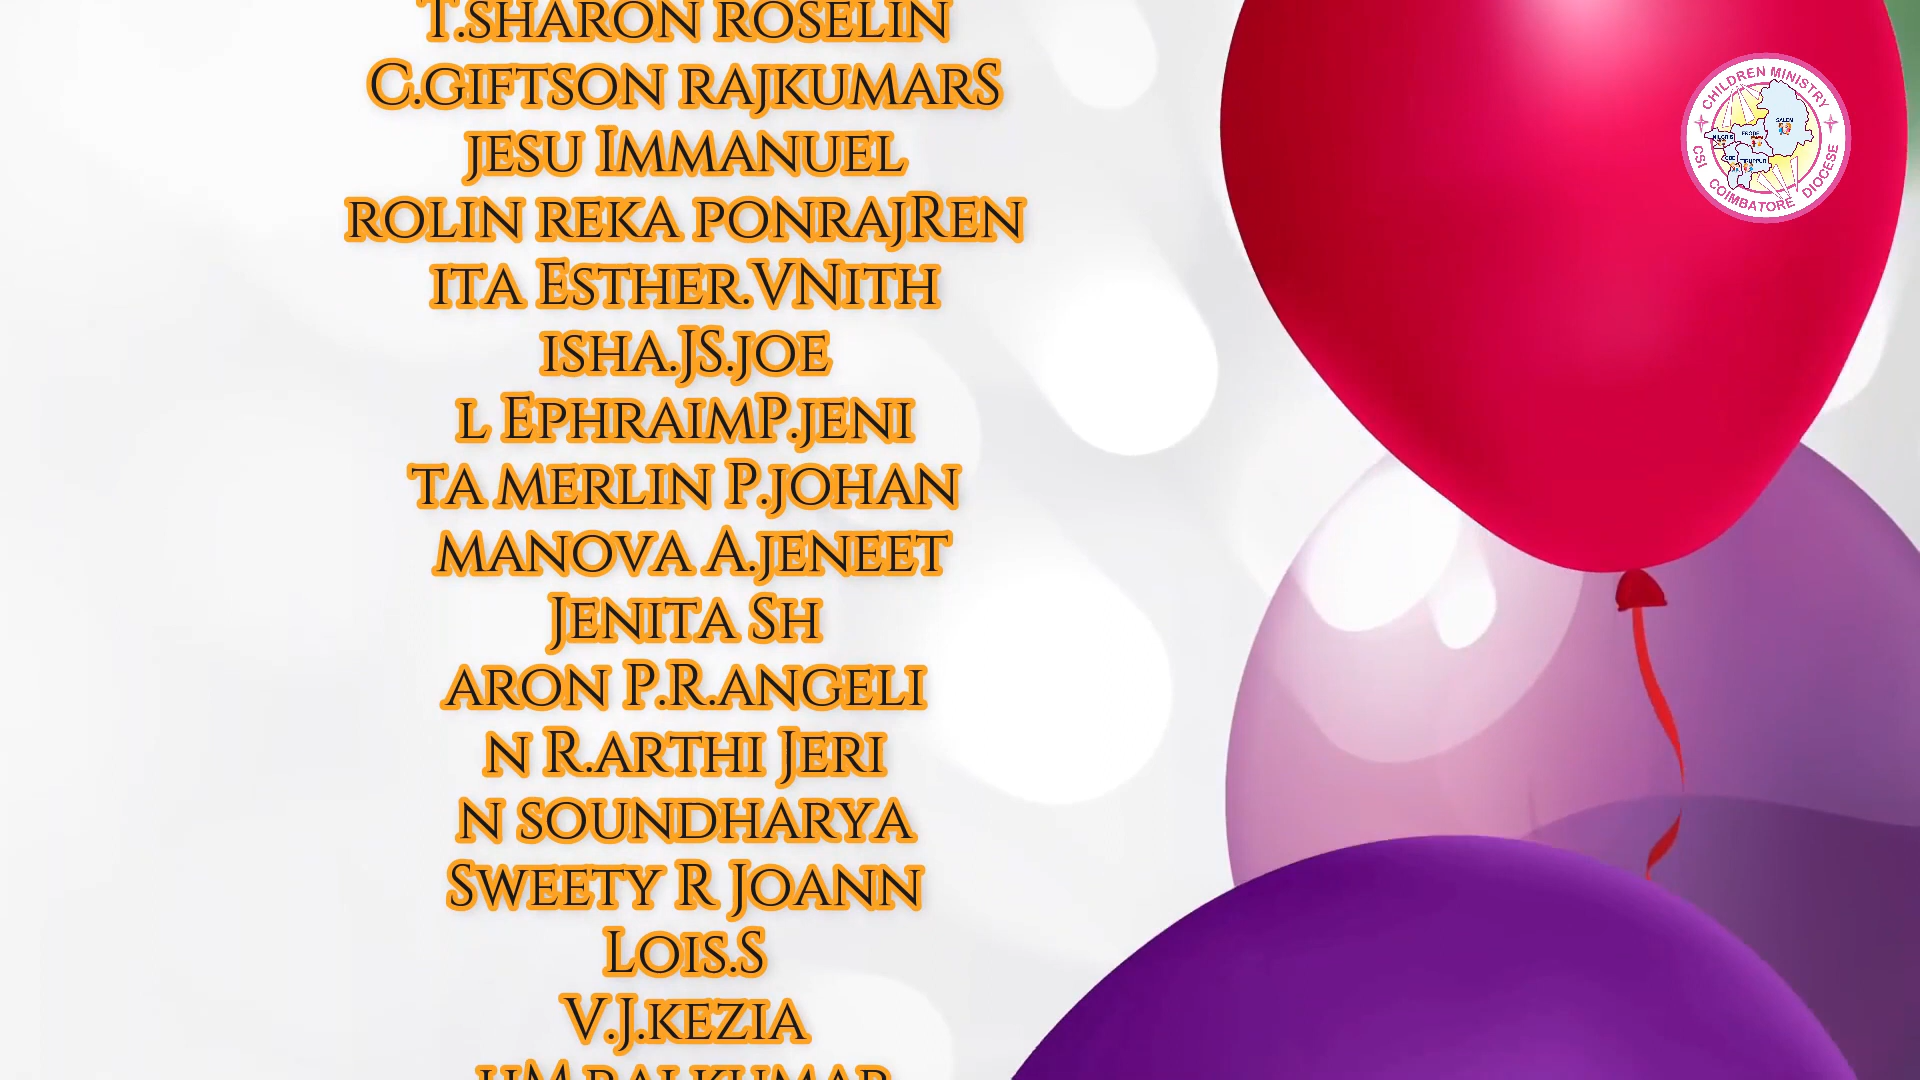 T.sharon roselin
C.giftson rajkumarS
jesu Immanuel
rolin reka ponrajRen
ita Esther.VNith
isha.JS.joe
l EphraimP.jeni
ta merlin P.johan
manova A.jeneet
Jenita Sh
aron P.R.angeli
n R.arthi Jeri
n soundharya
Sweety R Joann
Lois.S
V.J.kezia
CHILDREN MINISTRY
CSI COIMBATORE DIOCESE
SALEM
ERODE